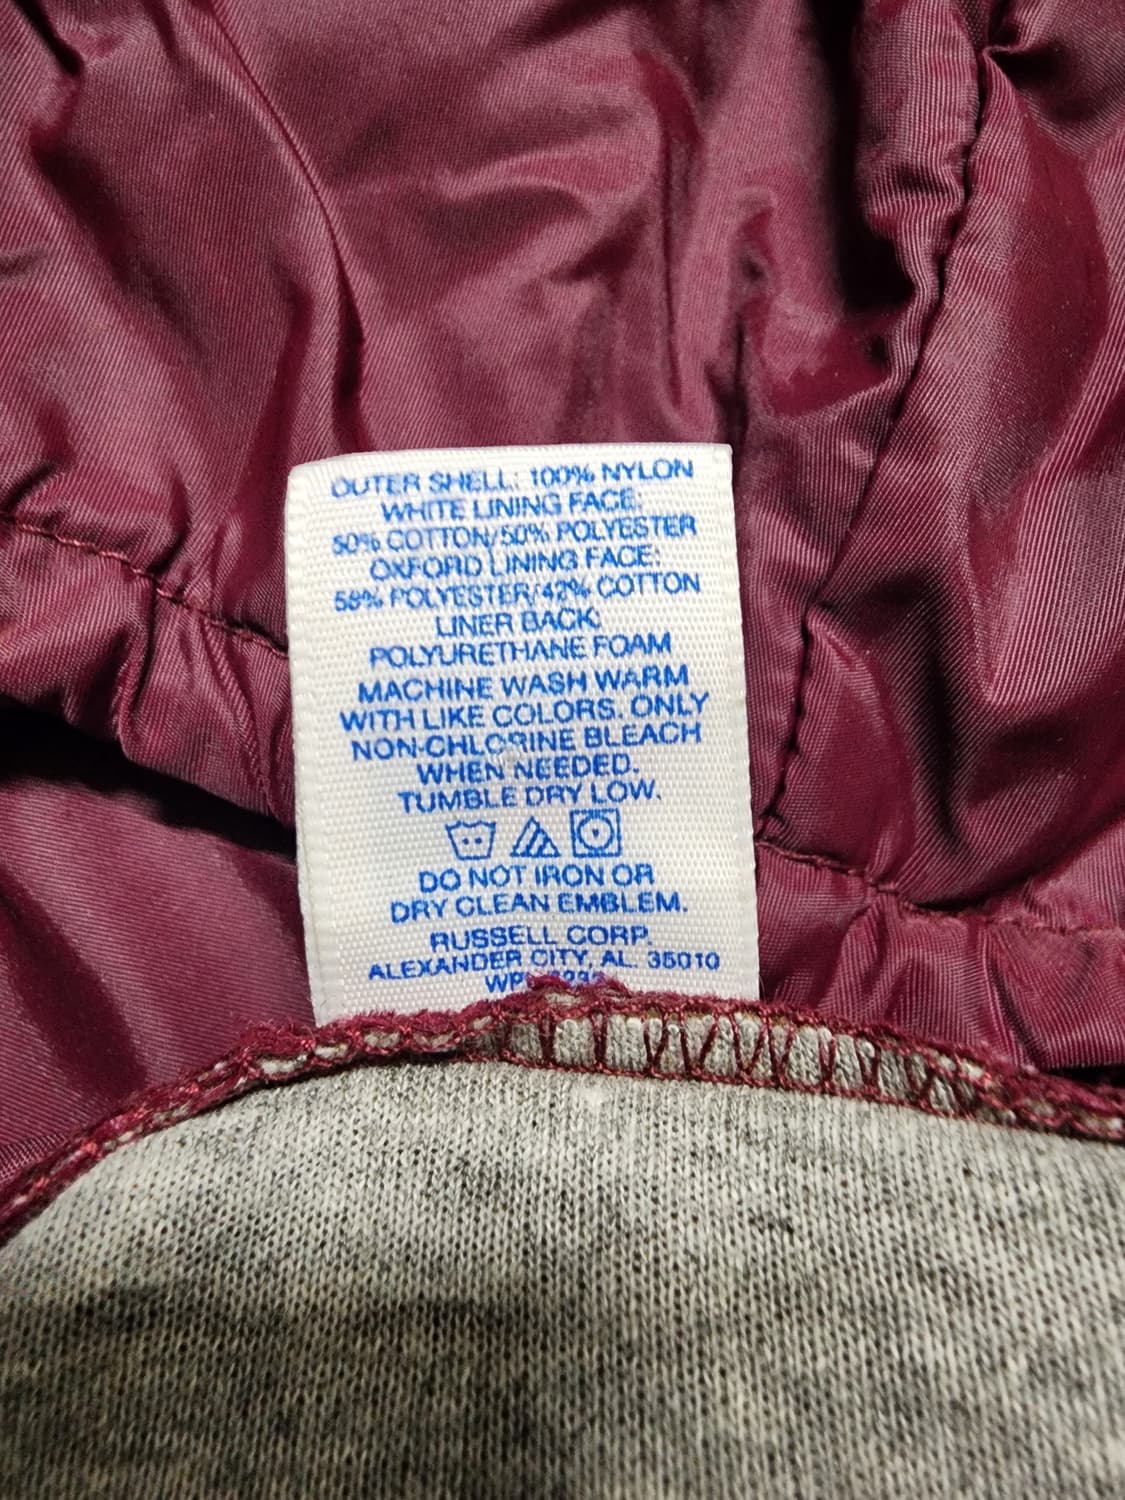 OUTER SHELL: 100% NYLON
WHITE LINING FACE:
50% COTTON/50% POLYESTER
OXFORD LINING FACE:
58% POLYESTER/42% COTTON
LINER BACK:
POLYURETHANE FOAM
MACHINE WASH WARM
WITH LIKE COLORS. ONLY
NON-CHLORINE BLEACH
WHEN NEEDED.
TUMBLE DRY LOW.
DO NOT IRON OR
DRY CLEAN EMBLEM.
RUSSELL CORP.
ALEXANDER CITY, AL. 35010